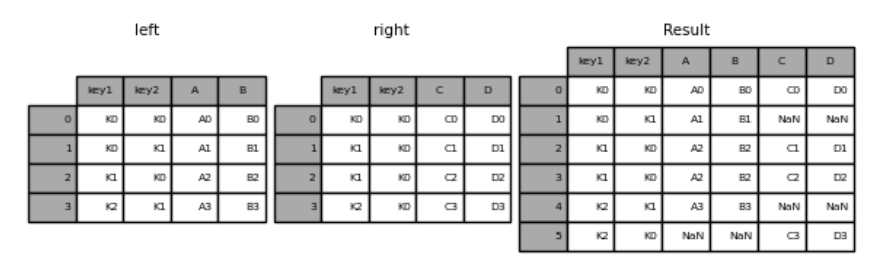 left right Result
key1 key2 A B C D
key1 key2 A B key1 key2 C D 0 K0 K0 A0 B0 C0 D0
0 K0 K0 A0 B0 0 K0 K0 C0 D0 1 K0 K1 A1 B1 NaN NaN
1 K0 K1 A1 B1 1 K1 K0 C1 D1 2 K1 K0 A2 B2 C1 D1
2 K1 K0 A2 B2 2 K1 K0 C2 D2 3 K1 K0 A2 B2 C2 D2
3 K2 K1 A3 B3 3 K2 K0 C3 D3 4 K2 K1 A3 B3 NaN NaN
5 K2 K0 NaN NaN C3 D3